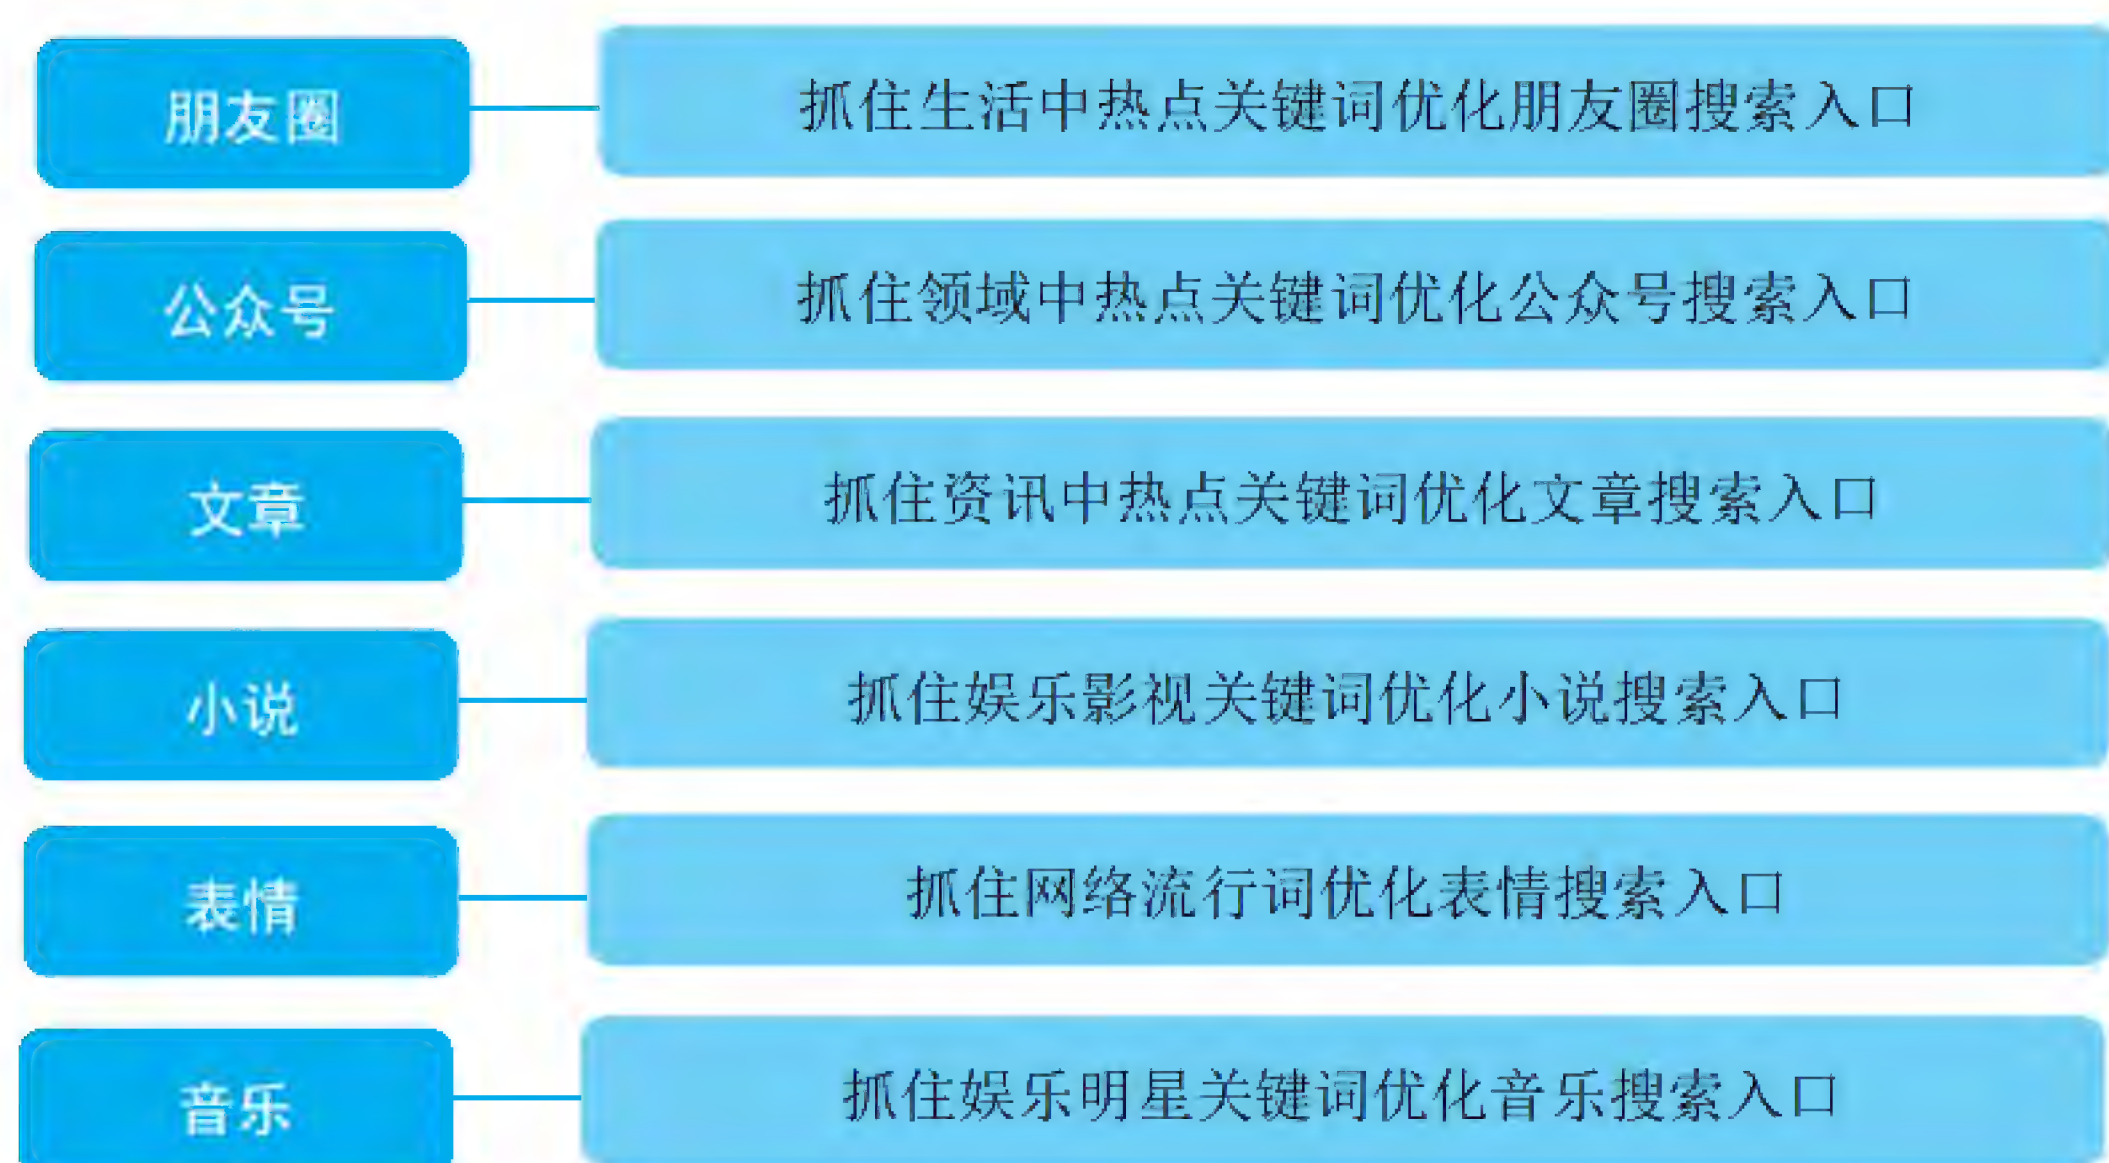 朋友圈
抓住生活中热点关键词优化朋友圈搜索入口
公众号
抓住领域中热点关键词优化公众号搜索入口
文章
抓住资讯中热点关键词优化文章搜索入口
小说
抓住娱乐影视关键词优化小说搜索入口
表情
抓住网络流行词优化表情搜索入口
音乐
抓住娱乐明星关键词优化音乐搜索入口